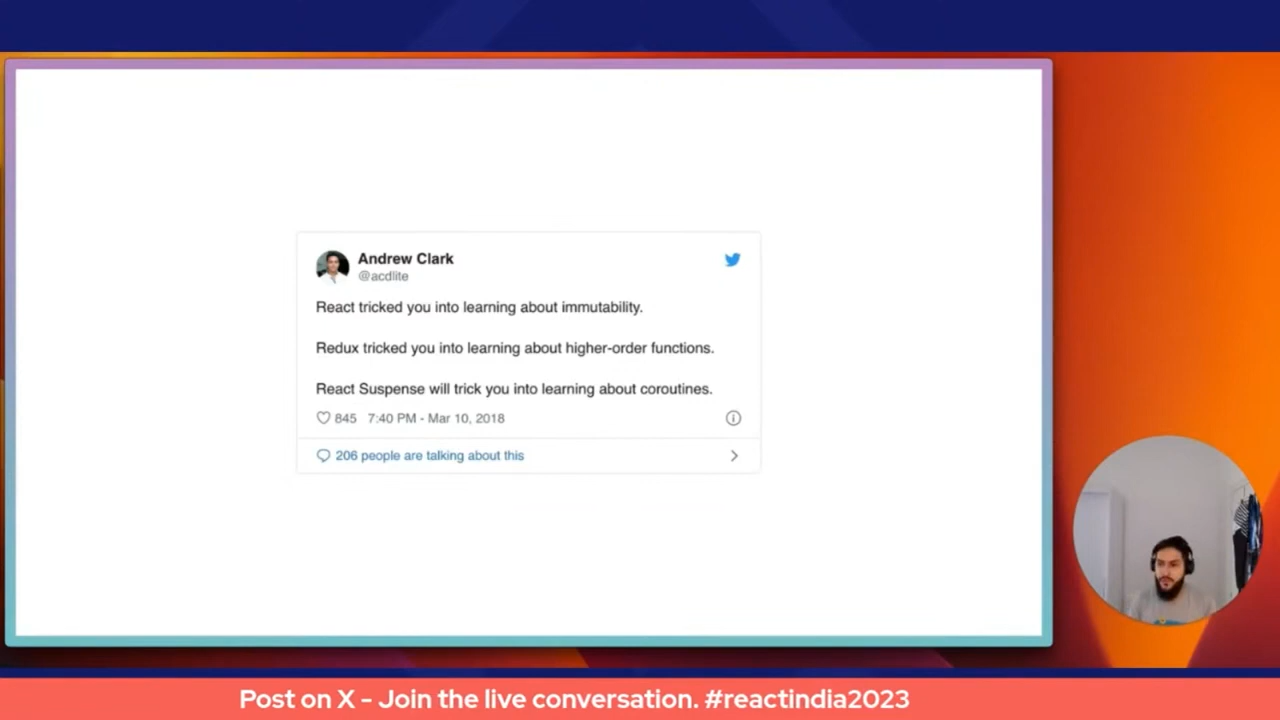 Andrew Clark
@acdlite
React tricked you into learning about immutability.
Redux tricked you into learning about higher-order functions.
React Suspense will trick you into learning about coroutines.
845 7:40 PM - Mar 10, 2018
206 people are talking about this
Post on X - Join the live conversation. #reactindia2023